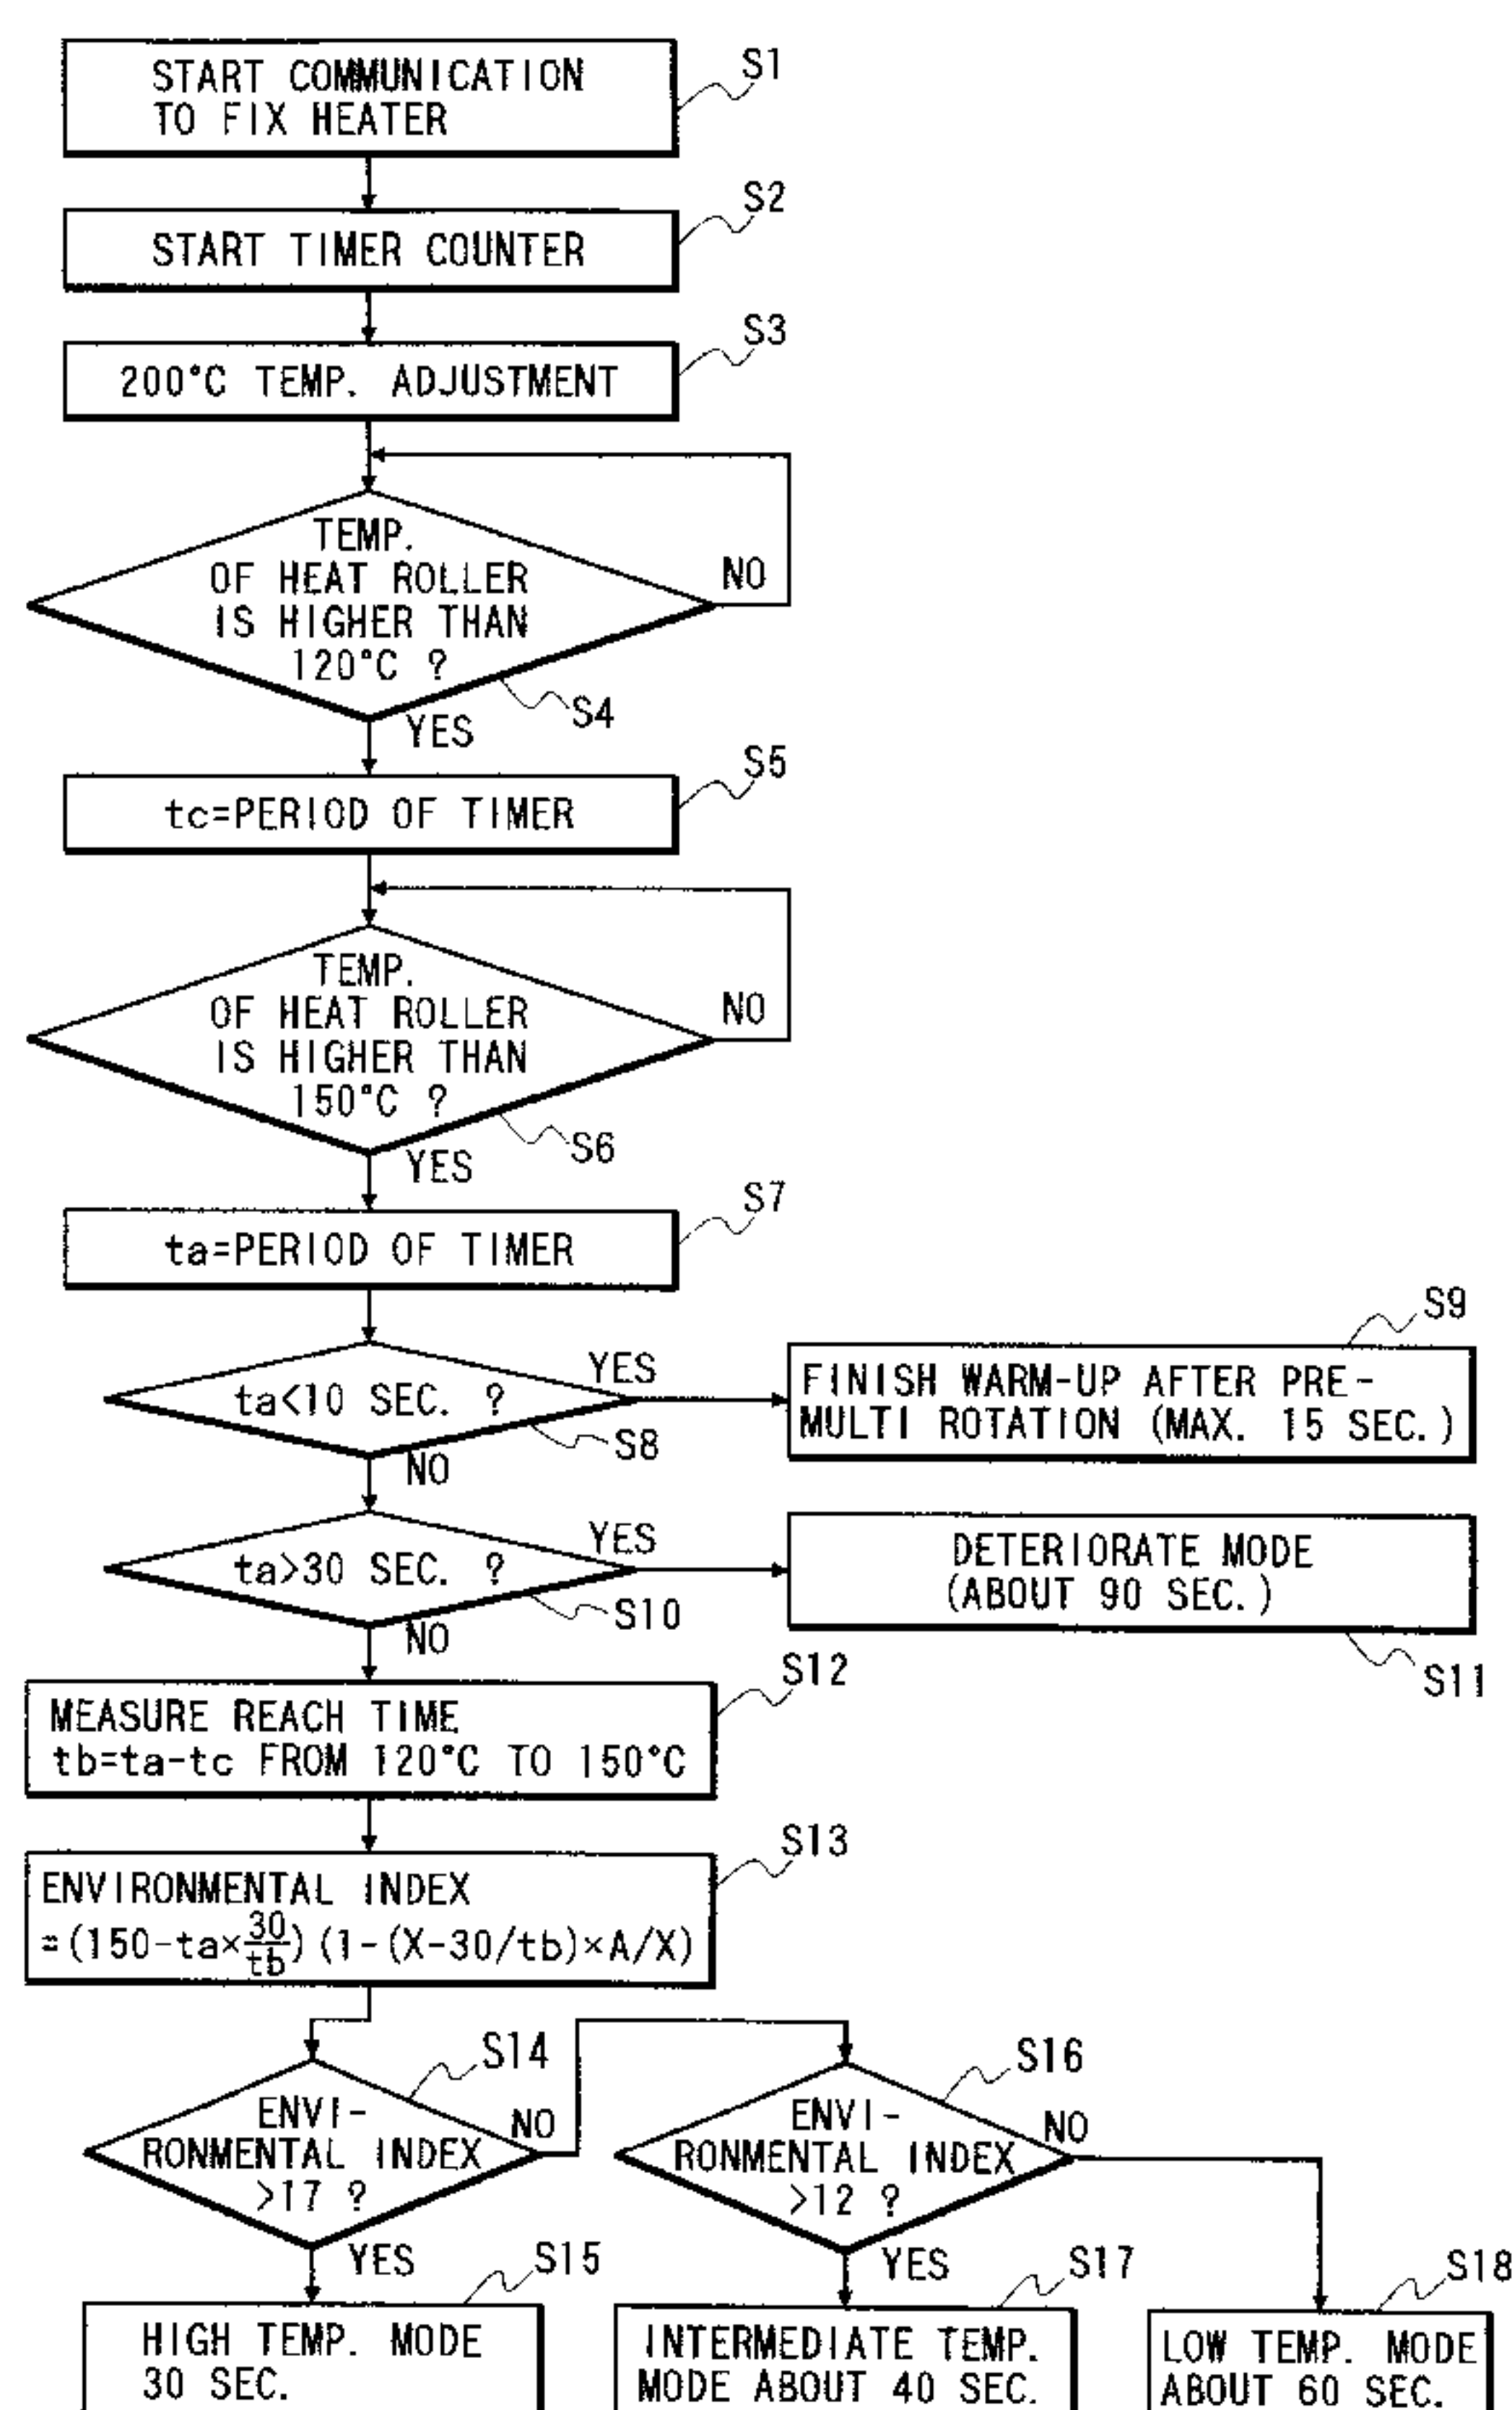 START COMMUNICATION
TO FIX HEATER
S1
START TIMER COUNTER
S2
200°C TEMP. ADJUSTMENT
S3
TEMP.
OF HEAT ROLLER
IS HIGHER THAN
120°C ?
NO
S4
YES
tc=PERIOD OF TIMER
S5
TEMP.
OF HEAT ROLLER
IS HIGHER THAN
150°C ?
NO
S6
YES
ta=PERIOD OF TIMER
S7
ta<10 SEC. ?
YES
S8
NO
FINISH WARM-UP AFTER PRE-
MULTI ROTATION (MAX. 15 SEC.)
S9
ta>30 SEC. ?
YES
S10
NO
DETERIORATE MODE
(ABOUT 90 SEC.)
S11
MEASURE REACH TIME
tb=ta-tc FROM 120°C TO 150°C
S12
ENVIRONMENTAL INDEX
=(150-ta×30/tb)(1-(X-30/tb)×A/X)
S13
ENVI-
RONMENTAL INDEX
>17 ?
S14
NO
YES
ENVI-
RONMENTAL INDEX
>12 ?
S16
NO
YES
HIGH TEMP. MODE
30 SEC.
S15
INTERMEDIATE TEMP.
MODE ABOUT 40 SEC.
S17
LOW TEMP. MODE
ABOUT 60 SEC.
S18